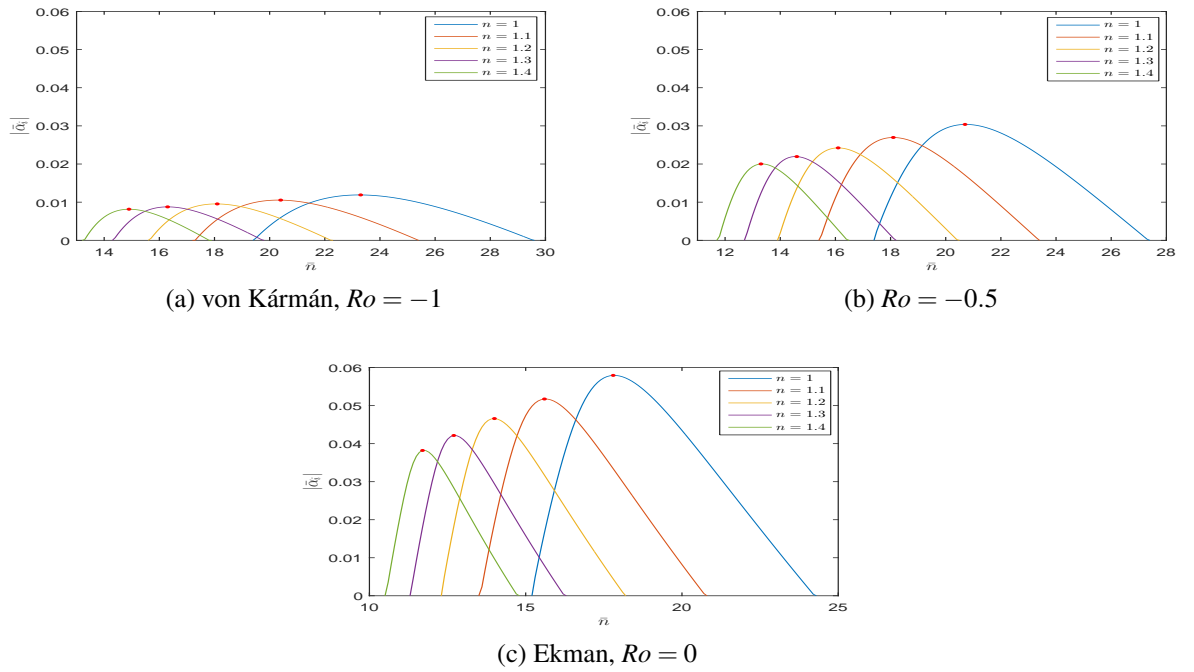 0.06
0.05
0.04
0.03
0.02
0.01
0
|ᾱᵢ|
14 16 18 20 22 24 26 28 30
n̄
n = 1
n = 1.1
n = 1.2
n = 1.3
n = 1.4
(a) von Kármán, Ro = −1
0.06
0.05
0.04
0.03
0.02
0.01
0
|ᾱᵢ|
12 14 16 18 20 22 24 26 28
n̄
n = 1
n = 1.1
n = 1.2
n = 1.3
n = 1.4
(b) Ro = −0.5
0.06
0.05
0.04
0.03
0.02
0.01
0
|ᾱᵢ|
10 15 20 25
n̄
n = 1
n = 1.1
n = 1.2
n = 1.3
n = 1.4
(c) Ekman, Ro = 0